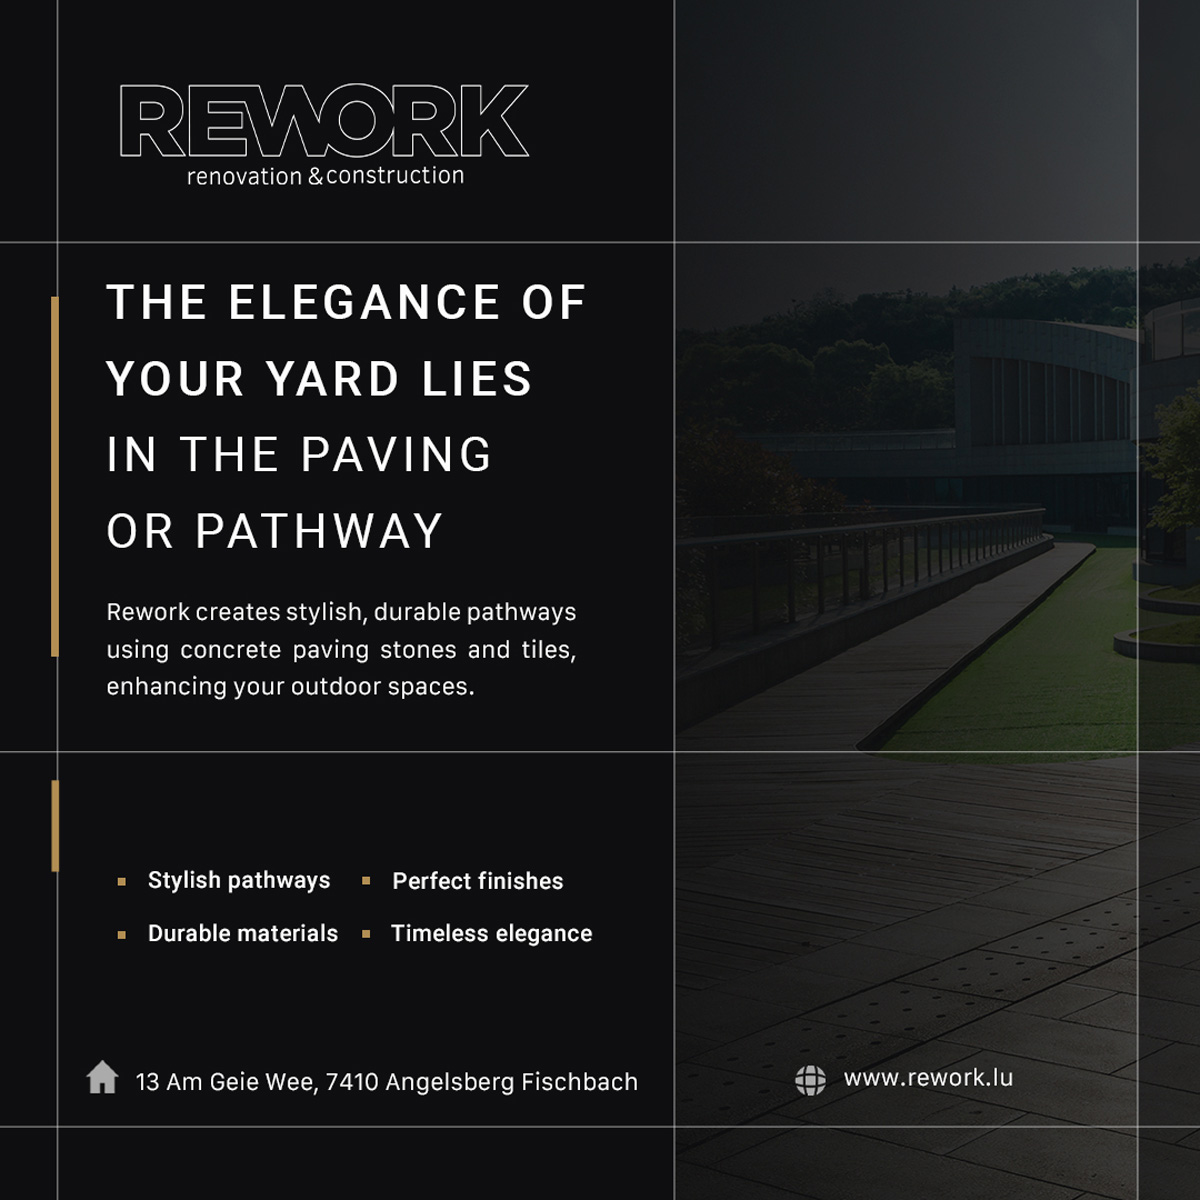 REWORK
renovation & construction
THE ELEGANCE OF
YOUR YARD LIES
IN THE PAVING
OR PATHWAY
Rework creates stylish, durable pathways
using concrete paving stones and tiles,
enhancing your outdoor spaces.
Stylish pathways
Perfect finishes
Durable materials
Timeless elegance
13 Am Geie Wee, 7410 Angelsberg Fischbach
www.rework.lu